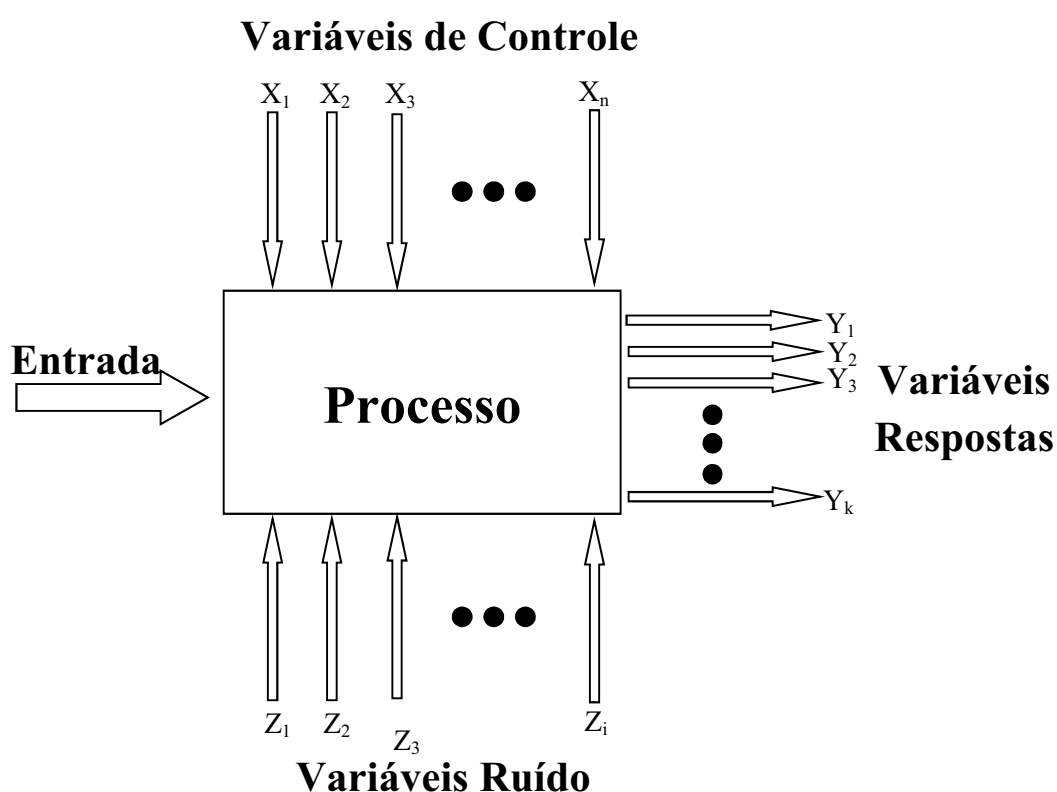 Variáveis de Controle
X₁ X₂ X₃ Xₙ
Entrada
Processo
Y₁
Y₂
Y₃
Yₖ
Variáveis
Respostas
Z₁ Z₂ Z₃ Zᵢ
Variáveis Ruído